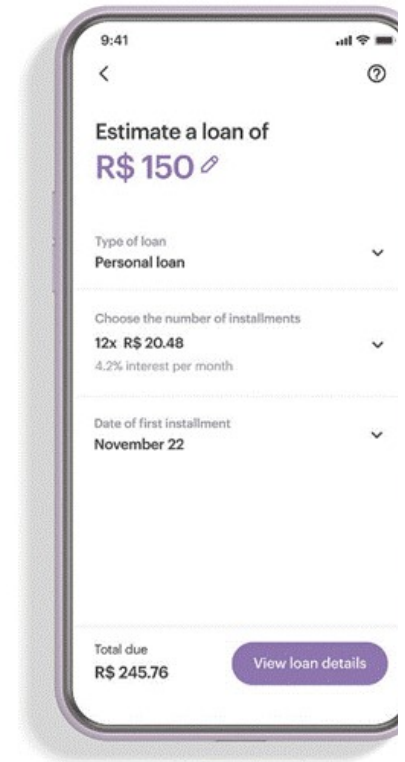 9:41
Estimate a loan of
R$ 150
Type of loan
Personal loan
Choose the number of installments
12x R$ 20.48
4.2% interest per month
Date of first installment
November 22
Total due
R$ 245.76
View loan details